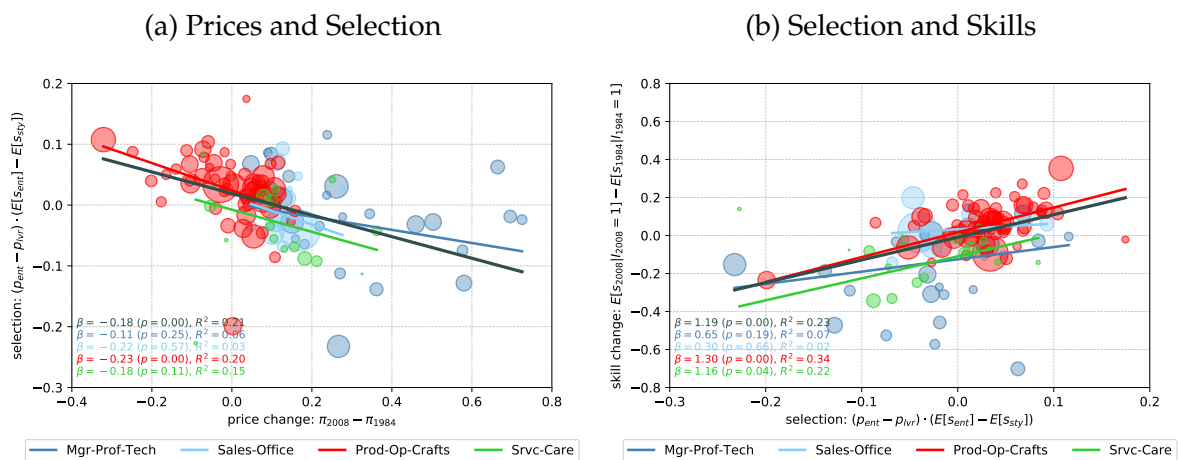 (a) Prices and Selection
0.2
0.1
0.0
−0.1
−0.2
−0.3
selection: (p_ent − p_lvr) · (E[s_ent] − E[s_sty])
β = −0.18 (p = 0.00), R² = 0.21
β = −0.11 (p = 0.25), R² = 0.06
β = −0.22 (p = 0.57), R² = 0.03
β = −0.23 (p = 0.00), R² = 0.20
β = −0.18 (p = 0.11), R² = 0.15
−0.4 −0.2 0.0 0.2 0.4 0.6 0.8
price change: π_2008 − π_1984
Mgr-Prof-Tech Sales-Office Prod-Op-Crafts Srvc-Care
(b) Selection and Skills
0.8
0.6
0.4
0.2
0.0
−0.2
−0.4
−0.6
−0.8
skill change: E[s_2008|I_2008 = 1] − E[s_1984|I_1984 = 1]
β = 1.19 (p = 0.00), R² = 0.23
β = 0.65 (p = 0.19), R² = 0.07
β = 0.30 (p = 0.66), R² = 0.02
β = 1.30 (p = 0.00), R² = 0.34
β = 1.16 (p = 0.04), R² = 0.22
−0.3 −0.2 −0.1 0.0 0.1 0.2
selection: (p_ent − p_lvr) · (E[s_ent] − E[s_sty])
Mgr-Prof-Tech Sales-Office Prod-Op-Crafts Srvc-Care